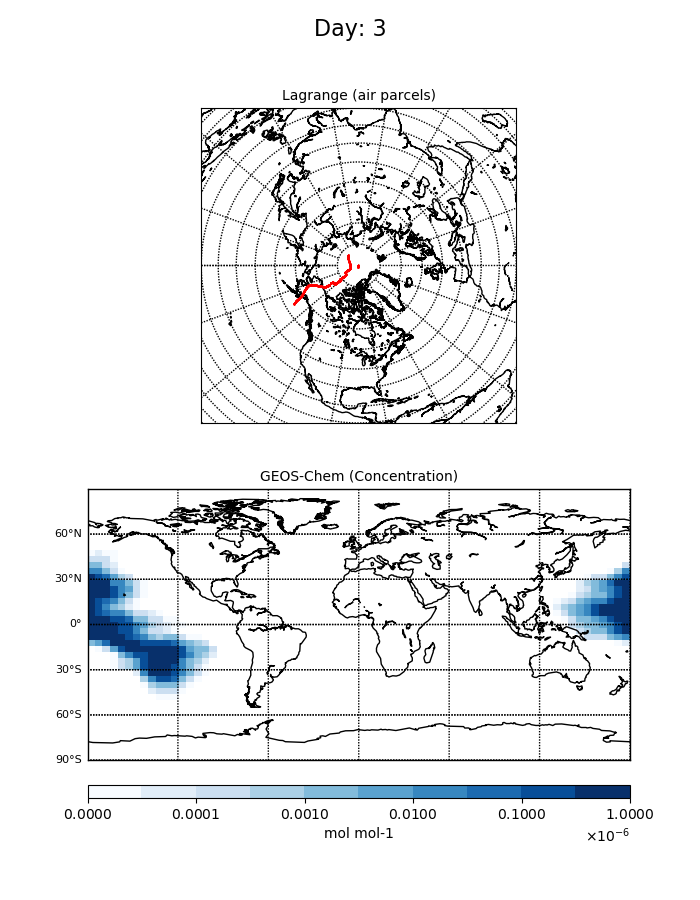 Day: 3
Lagrange (air parcels)
GEOS-Chem (Concentration)
60°N
30°N
0°
30°S
60°S
90°S
0.0000 0.0001 0.0010 0.0100 0.1000 1.0000
mol mol-1 ×10⁻⁶